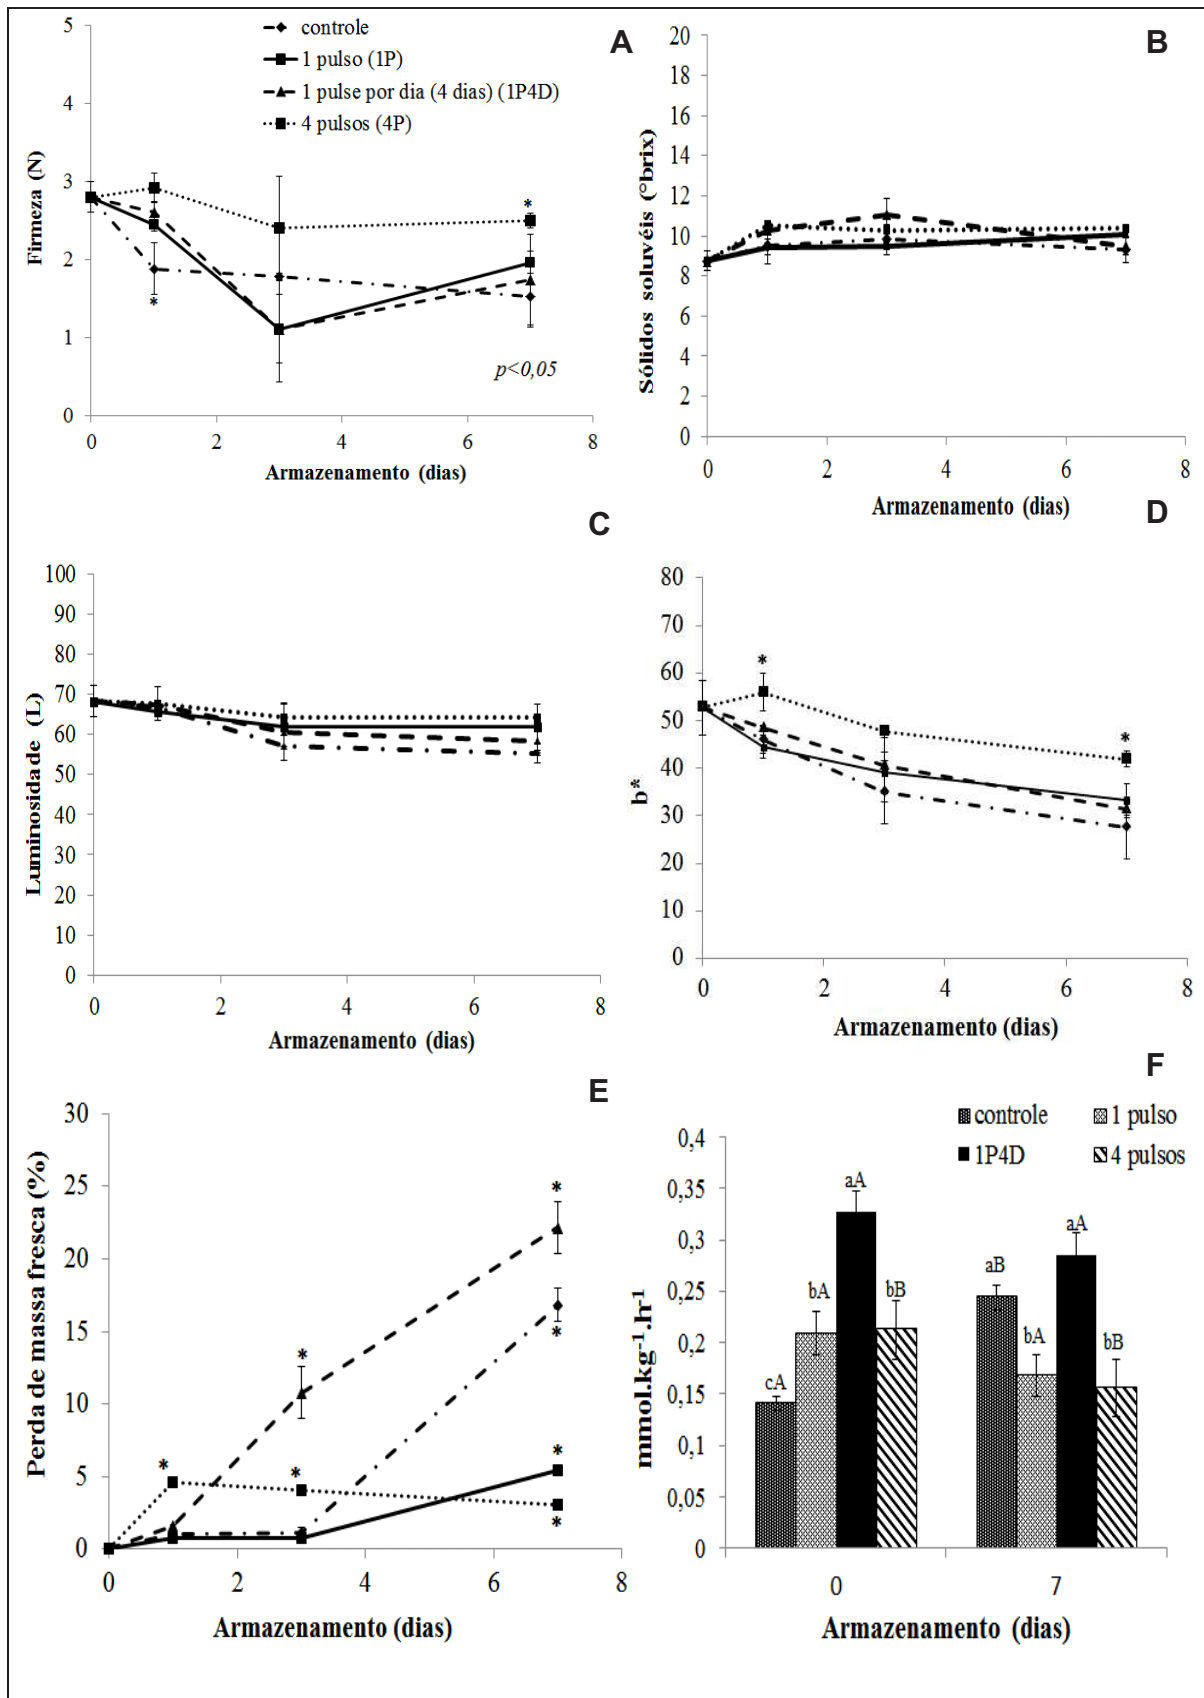 A
controle
1 pulso (1P)
1 pulse por dia (4 dias) (1P4D)
4 pulsos (4P)
5
4
3
2
1
0
Firmeza (N)
*
*
p<0,05
0 2 4 6 8
Armazenamento (dias)
B
20
18
16
14
12
10
8
6
4
2
0
Sólidos soluvéis (°brix)
0 2 4 6 8
Armazenamento (dias)
C
100
90
80
70
60
50
40
30
20
10
0
Luminosidade (L)
0 2 4 6 8
Armazenamento (dias)
D
80
70
60
50
40
30
20
10
0
b*
*
*
0 2 4 6 8
Armazenamento (dias)
E
30
25
20
15
10
5
0
Perda de massa fresca (%)
*
*
*
*
*
*
*
0 2 4 6 8
Armazenamento (dias)
F
controle 1 pulso
1P4D 4 pulsos
0,4
0,35
0,3
0,25
0,2
0,15
0,1
0,05
0
mmol.kg⁻¹.h⁻¹
cA bA aA bB
aB bA aA bB
0 7
Armazenamento (dias)